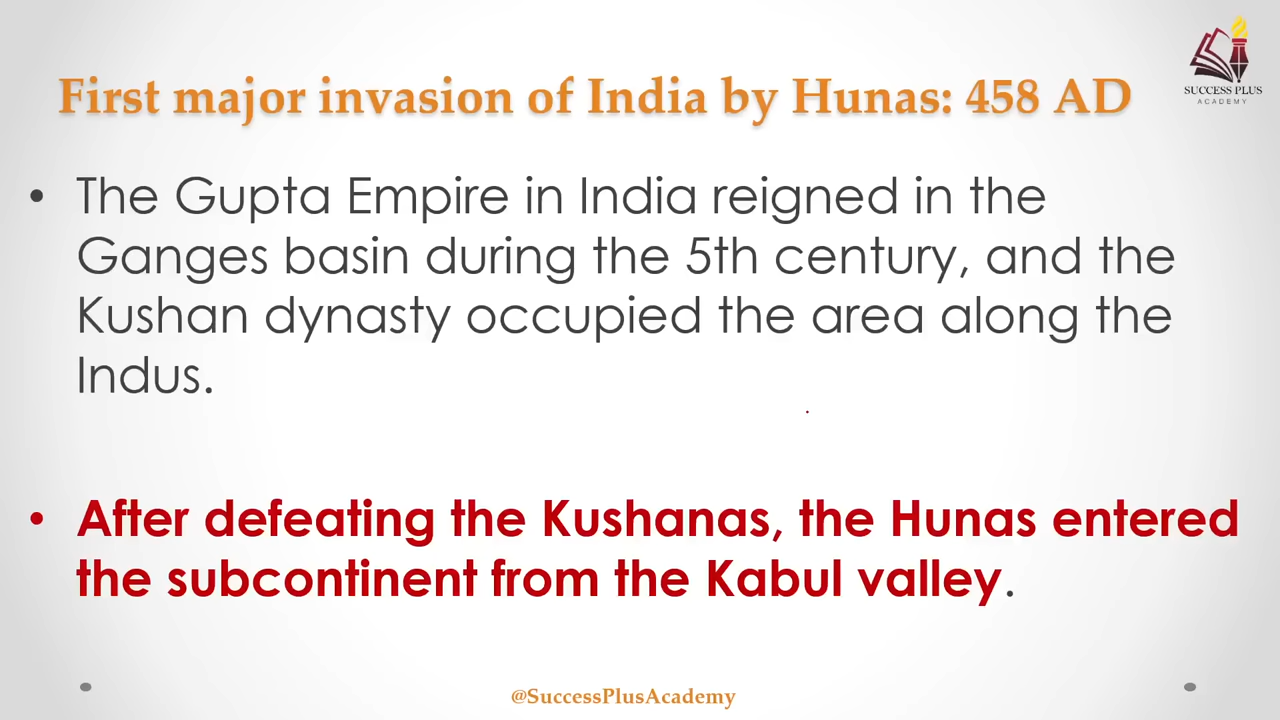 First major invasion of India by Hunas: 458 AD
SUCCESS PLUS
ACADEMY
• The Gupta Empire in India reigned in the
Ganges basin during the 5th century, and the
Kushan dynasty occupied the area along the
Indus.
• After defeating the Kushanas, the Hunas entered
the subcontinent from the Kabul valley.
@SuccessPlusAcademy